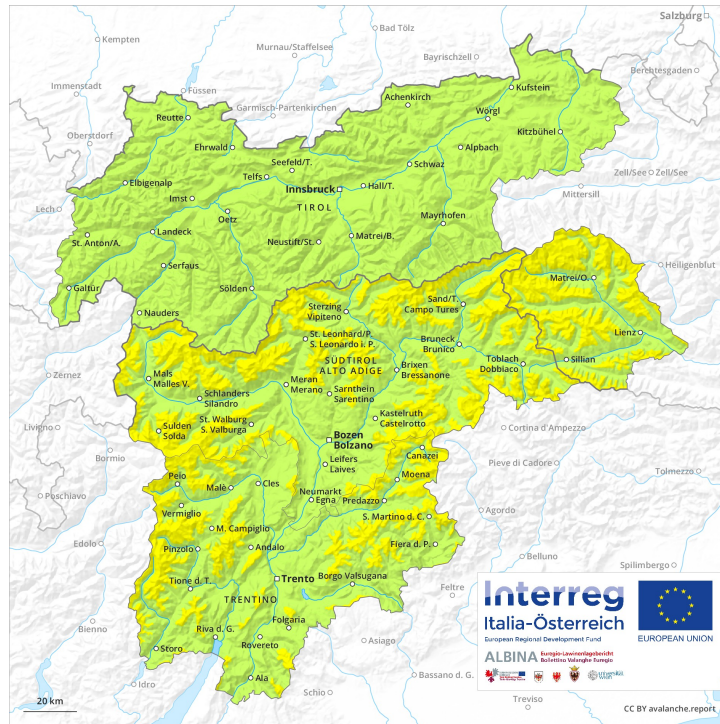 Salzburg
Kempten
Bad Tölz
Murnau/Staffelsee
Bayrischzell
Berchtesgaden
Immenstadt
Füssen
Garmisch-Partenkirchen
Achenkirch
Kufstein
Reutte
Wörgl
Oberstdorf
Ehrwald
Kitzbühel
Seefeld/T.
Alpbach
Schwaz
Telfs
Zell/See
Zell/See
Elbigenalp
Innsbruck
Hall/T.
Mittersill
Imst
TIROL
Lech
Oetz
Mayrhofen
Landeck
Neustift/St.
Matrei/B.
St. Anton/A.
Serfaus
Heiligenblut
Matrei/O.
Galtür
Sölden
Sand/T.
Campo Tures
Nauders
Sterzing
Vipiteno
Lienz
St. Leonhard/P.
S. Leonardo i. P.
Bruneck
Brunico
SÜDTIROL
ALTO ADIGE
Toblach
Dobbiaco
Sillian
Zernez
Mals
Malles V.
Meran
Merano
Brixen
Bressanone
Schlanders
Silandro
Sarnthein
Sarentino
St. Walburg
S. Valburga
Kastelruth
Castelrotto
Livigno
Sulden
Solda
Cortina d'Ampezzo
Bozen
Bolzano
Bormio
Canazei
Pieve di Cadore
Leifers
Laives
Tolmezzo
Peio
Moena
Malè
Cles
Poschiavo
Neumarkt
Egna
Predazzo
Vermiglio
Agordo
S. Martino d. C.
M. Campiglio
Edolo
Fiera d. P.
Pinzolo
Andalo
Belluno
Spilimbergo
Trento
Borgo Valsugana
Tione d. T.
Feltre
TRENTINO
Folgaria
Bienno
Riva d. G.
Rovereto
Asiago
Storo
Ala
Idro
Schio
Bassano d. G.
Treviso
Interreg
Italia-Österreich
European Regional Development Fund
EUROPEAN UNION
ALBINA
Euregio-Lawinenlagebericht
Bollettino Valanghe Euregio
universität
wien
20 km
CC BY avalanche.report